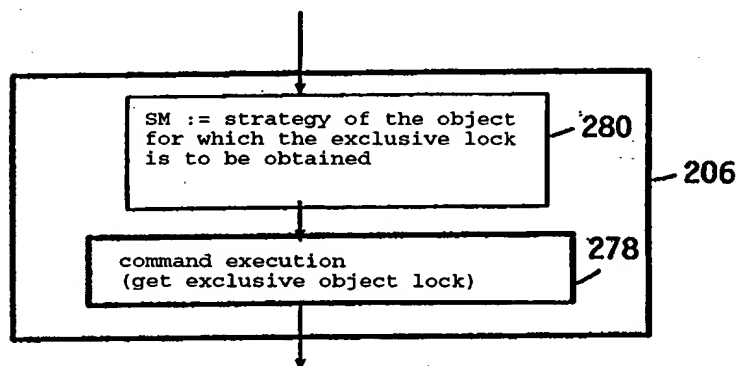 SM := strategy of the object
for which the exclusive lock
is to be obtained
280
206
278
command execution
(get exclusive object lock)